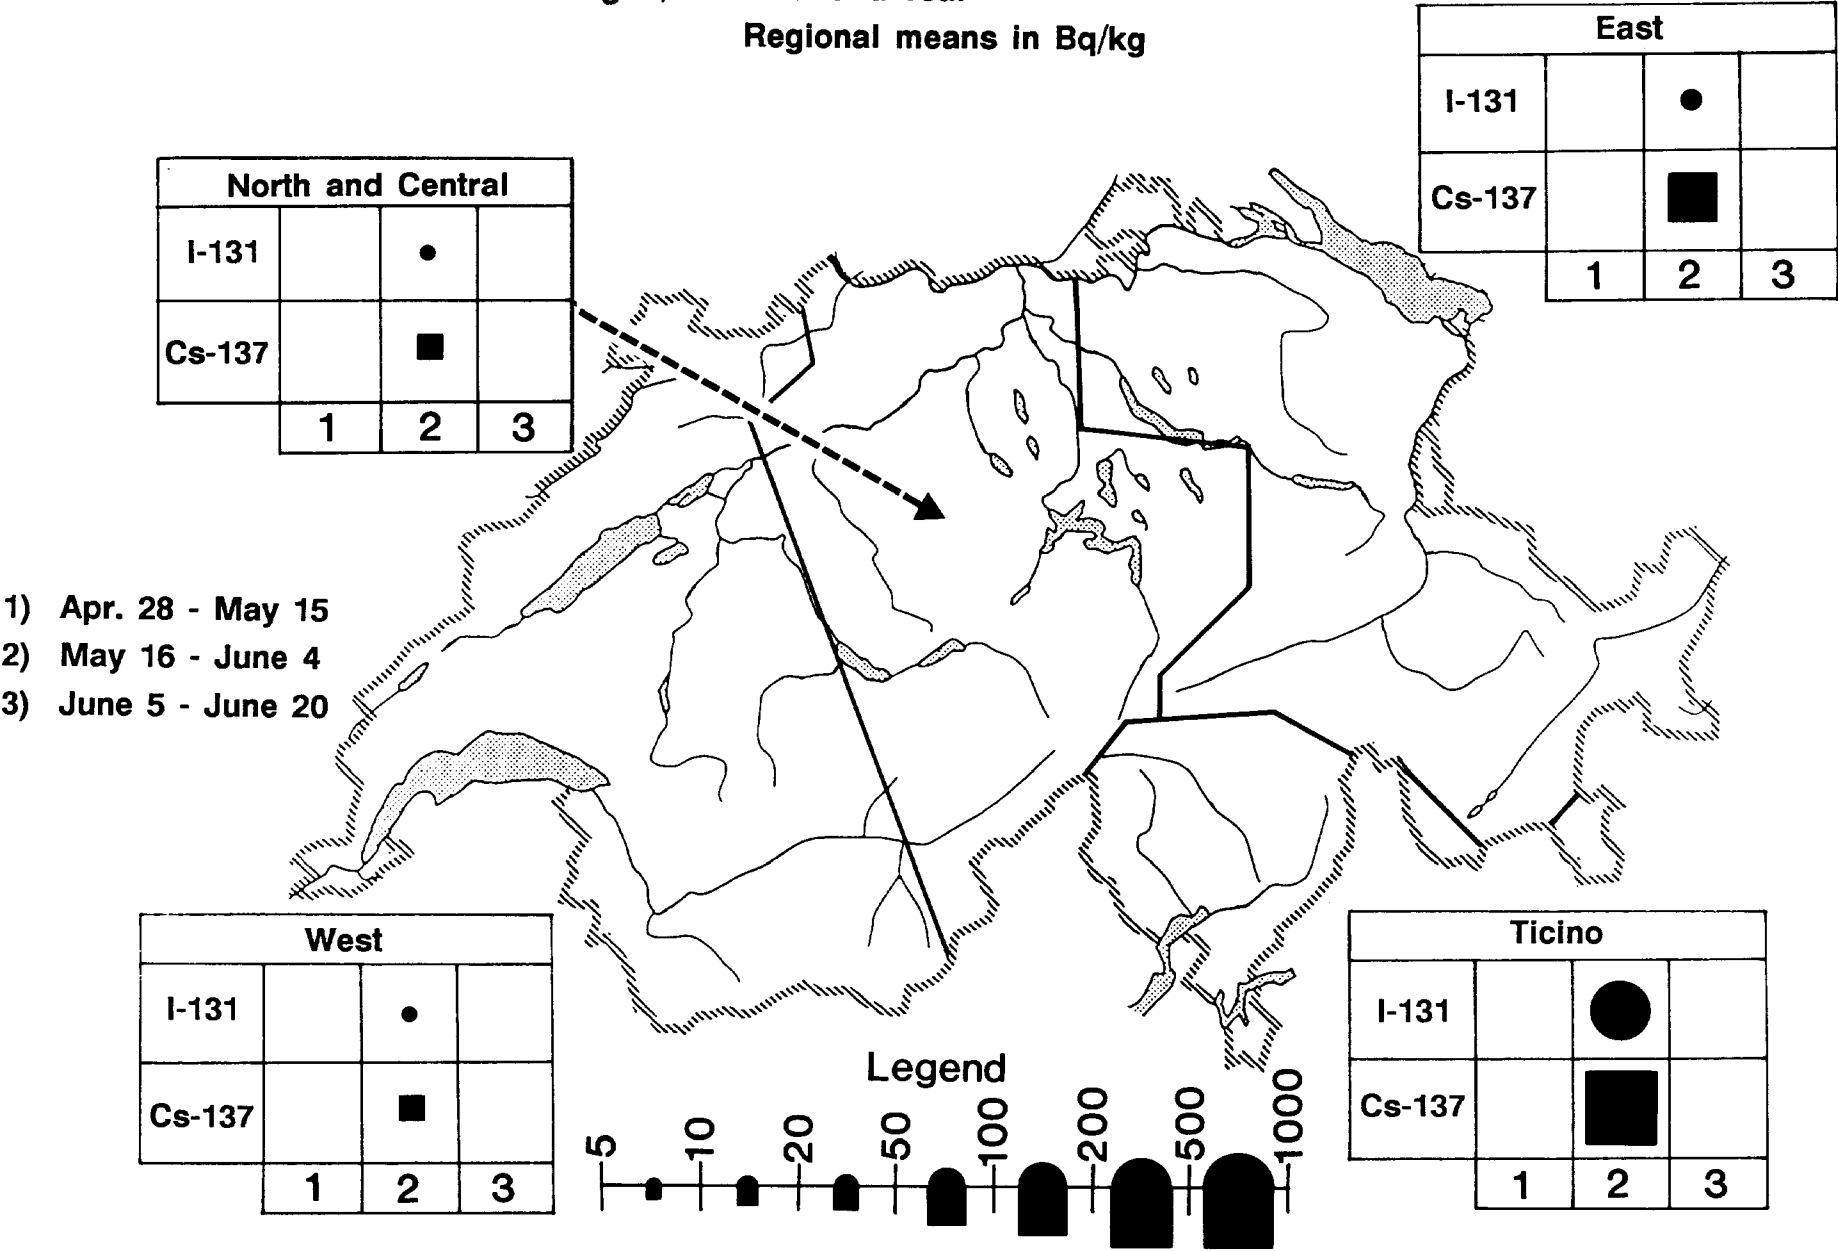 Regional means in Bq/kg
East
I-131
Cs-137
1 2 3
North and Central
I-131
Cs-137
1 2 3
1) Apr. 28 - May 15
2) May 16 - June 4
3) June 5 - June 20
West
I-131
Cs-137
1 2 3
Ticino
I-131
Cs-137
1 2 3
Legend
5 10 20 50 100 200 500 1000